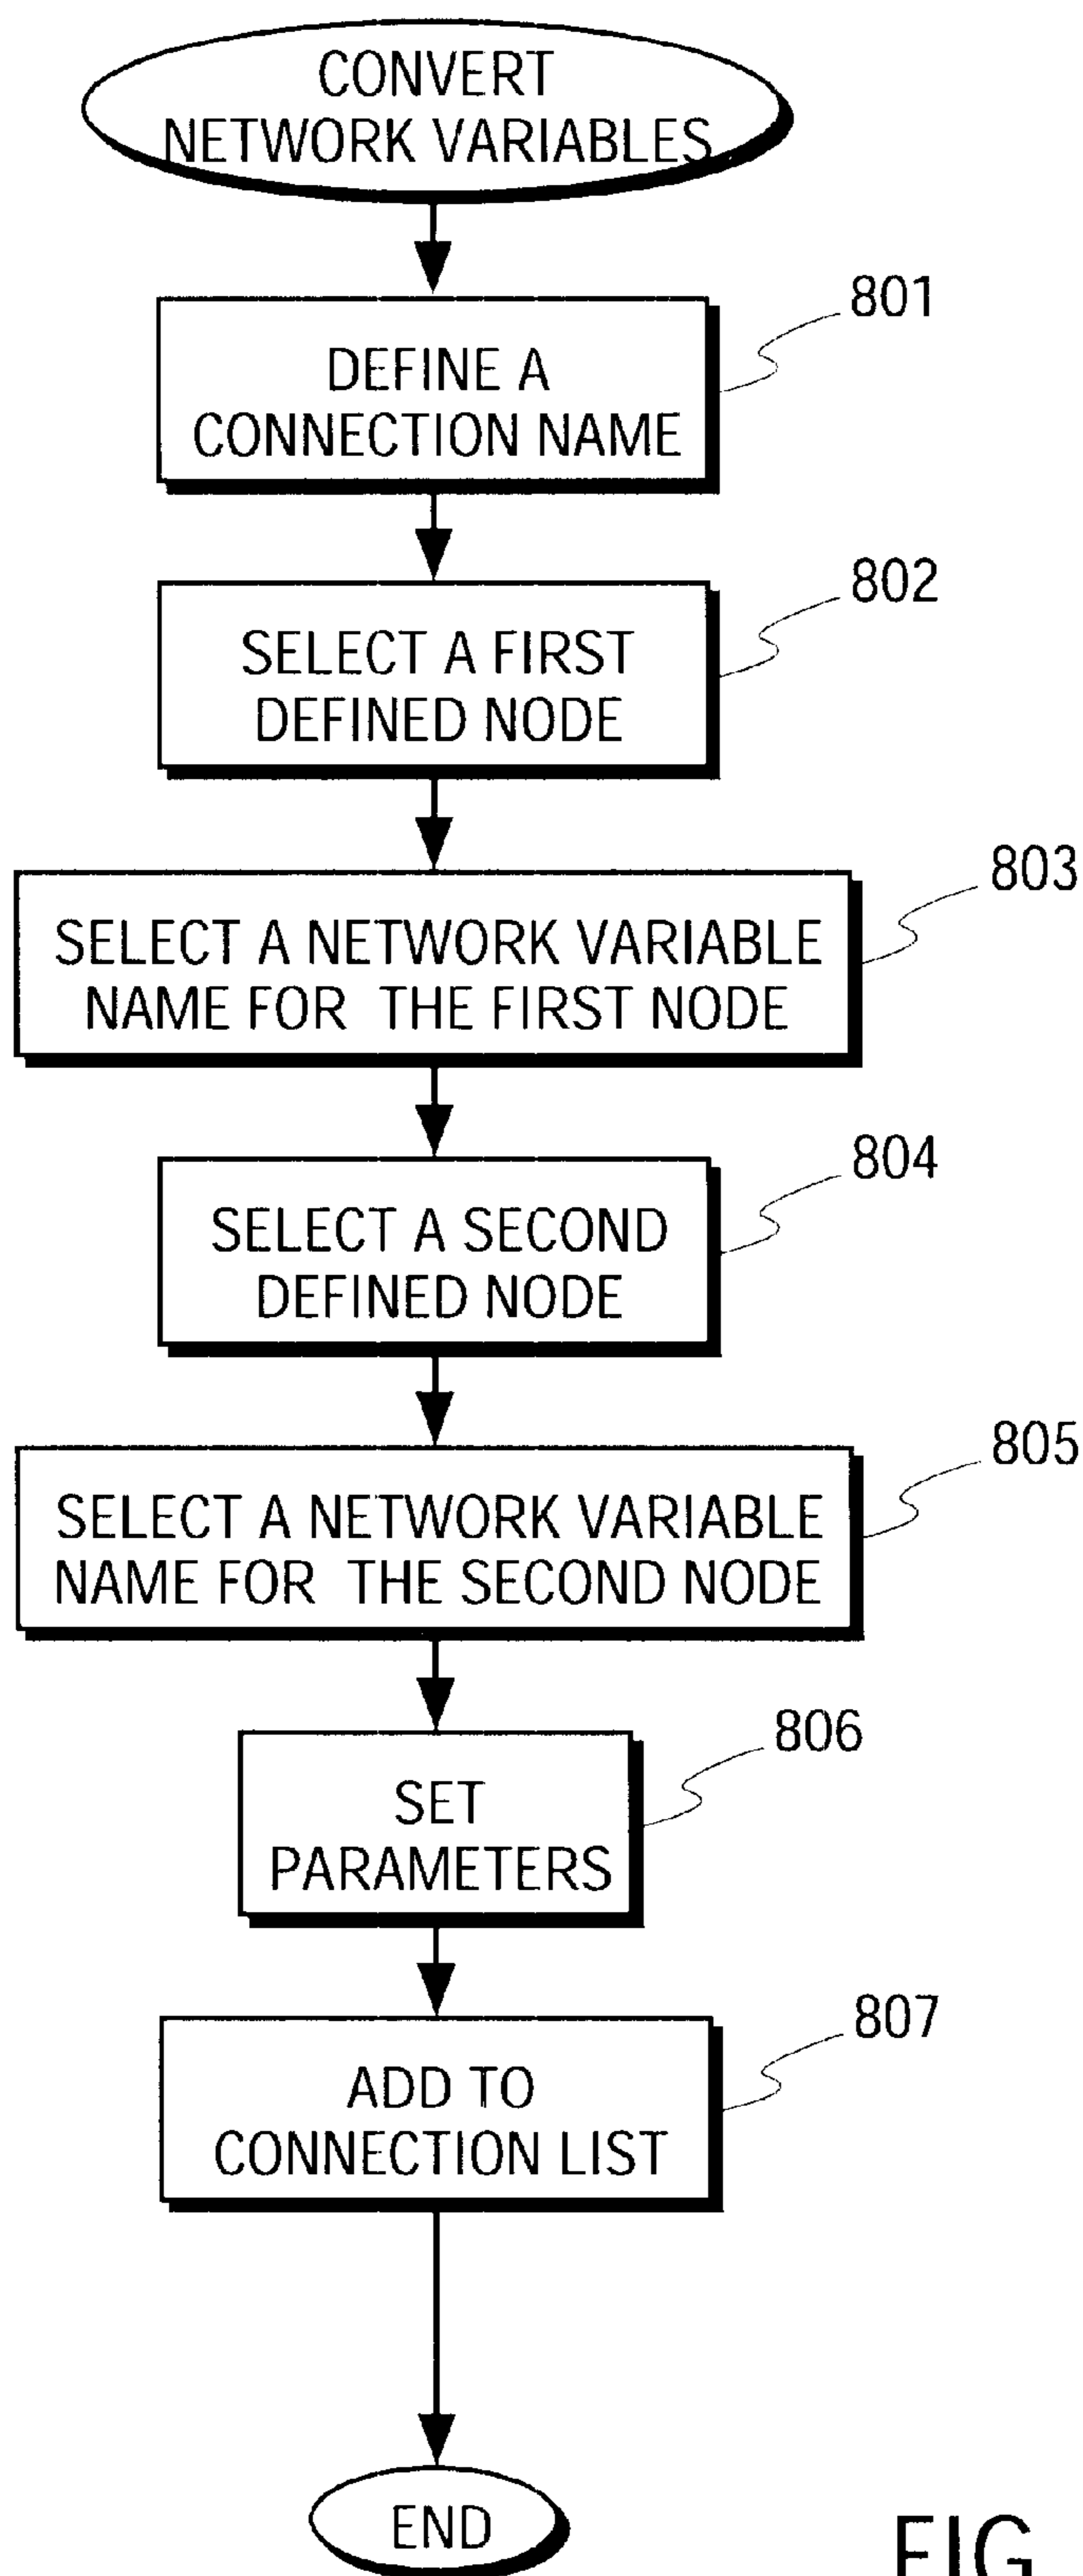 CONVERT
NETWORK VARIABLES
801
DEFINE A
CONNECTION NAME
802
SELECT A FIRST
DEFINED NODE
803
SELECT A NETWORK VARIABLE
NAME FOR THE FIRST NODE
804
SELECT A SECOND
DEFINED NODE
805
SELECT A NETWORK VARIABLE
NAME FOR THE SECOND NODE
806
SET
PARAMETERS
807
ADD TO
CONNECTION LIST
END
FIG